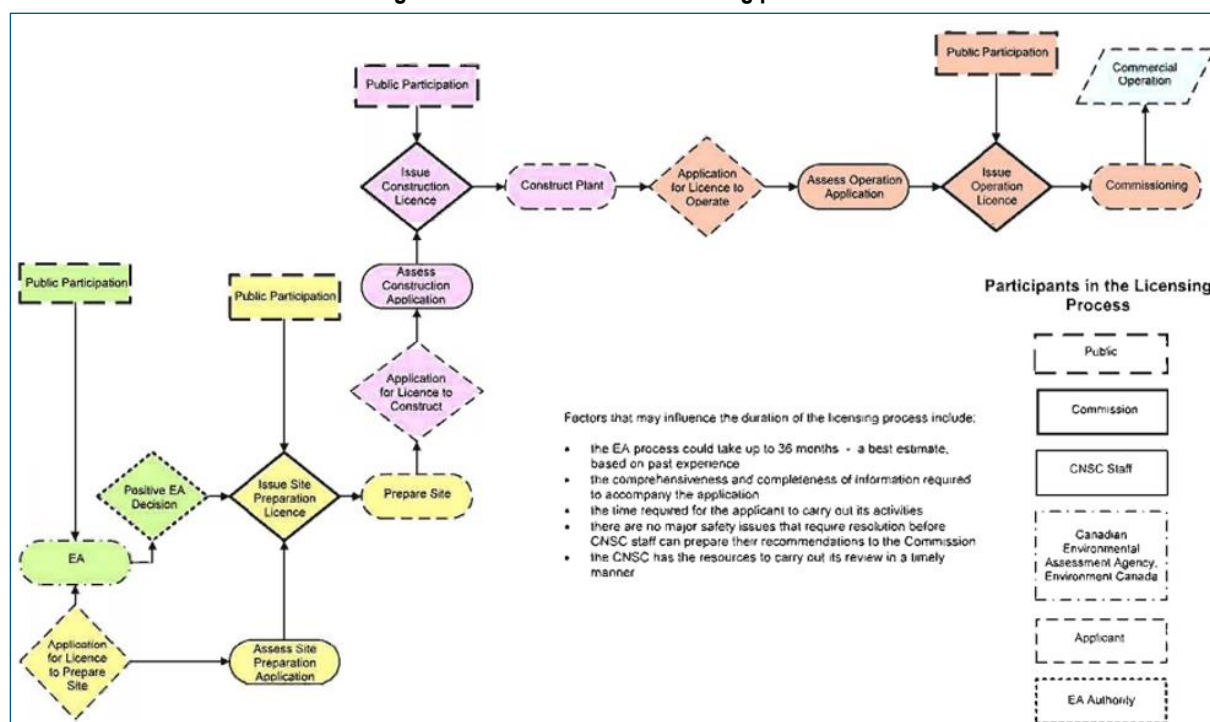 Public Participation
Issue
Construction
Licence
Construct Plant
Application
for Licence to
Operate
Assess Operation
Application
Public Participation
Issue
Operation
Licence
Commissioning
Commercial
Operation
Assess
Construction
Application
Application
for Licence to
Construct
Public Participation
Public Participation
Positive EA
Decision
Issue Site
Preparation
Licence
Prepare Site
EA
Application
for Licence
to Prepare
Site
Assess Site
Preparation
Application
Factors that may influence the duration of the licensing process include:
• the EA process could take up to 36 months - a best estimate,
based on past experience
• the comprehensiveness and completeness of information required
to accompany the application
• the time required for the applicant to carry out its activities
• there are no major safety issues that require resolution before
CNSC staff can prepare their recommendations to the Commission
• the CNSC has the resources to carry out its review in a timely
manner
Participants in the Licensing
Process
Public
Commission
CNSC Staff
Canadian
Environmental
Assessment Agency,
Environment Canada
Applicant
EA Authority